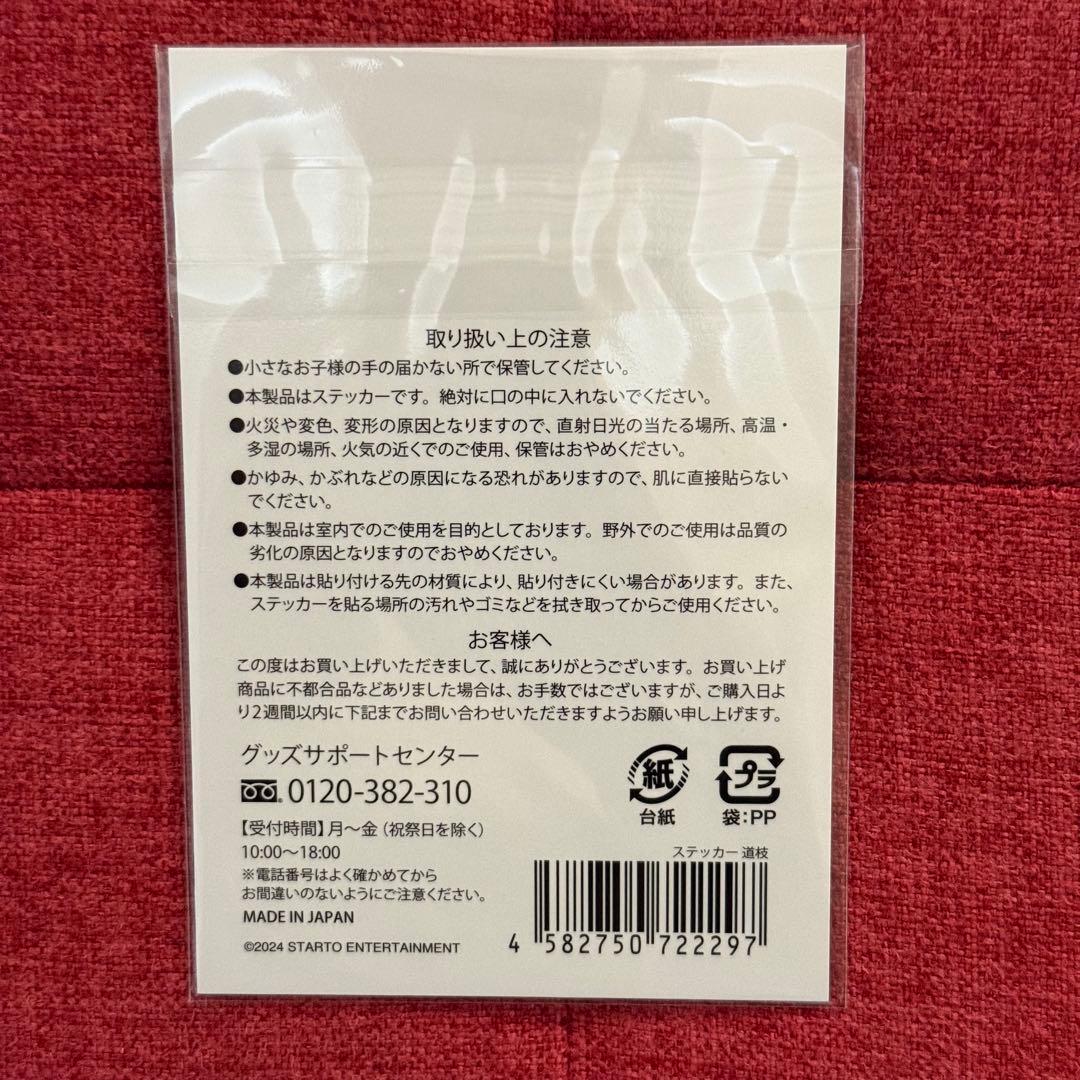 取り扱い上の注意
●小さなお子様の手の届かない所で保管してください。
●本製品はステッカーです。絶対に口の中に入れないでください。
●火災や変色、変形の原因となりますので、直射日光の当たる場所、高温・
多湿の場所、火気の近くでのご使用、保管はおやめください。
●かゆみ、かぶれなどの原因になる恐れがありますので、肌に直接貼らない
でください。
●本製品は室内でのご使用を目的としております。野外でのご使用は品質の
劣化の原因となりますのでおやめください。
●本製品は貼り付ける先の材質により、貼り付きにくい場合があります。また、
ステッカーを貼る場所の汚れやゴミなどを拭き取ってからご使用ください。
お客様へ
この度はお買い上げいただきまして、誠にありがとうございます。お買い上げ
商品に不都合品などありました場合は、お手数ではございますが、ご購入日よ
り2週間以内に下記までお問い合わせいただきますようお願い申し上げます。
グッズサポートセンター
0120-382-310
【受付時間】月〜金（祝祭日を除く）
10:00〜18:00
※電話番号はよく確かめてから
お間違いのないようにご注意ください。
MADE IN JAPAN
©2024 STARTO ENTERTAINMENT
紙
台紙
プラ
袋：PP
ステッカー 道枝
4 582750 722297